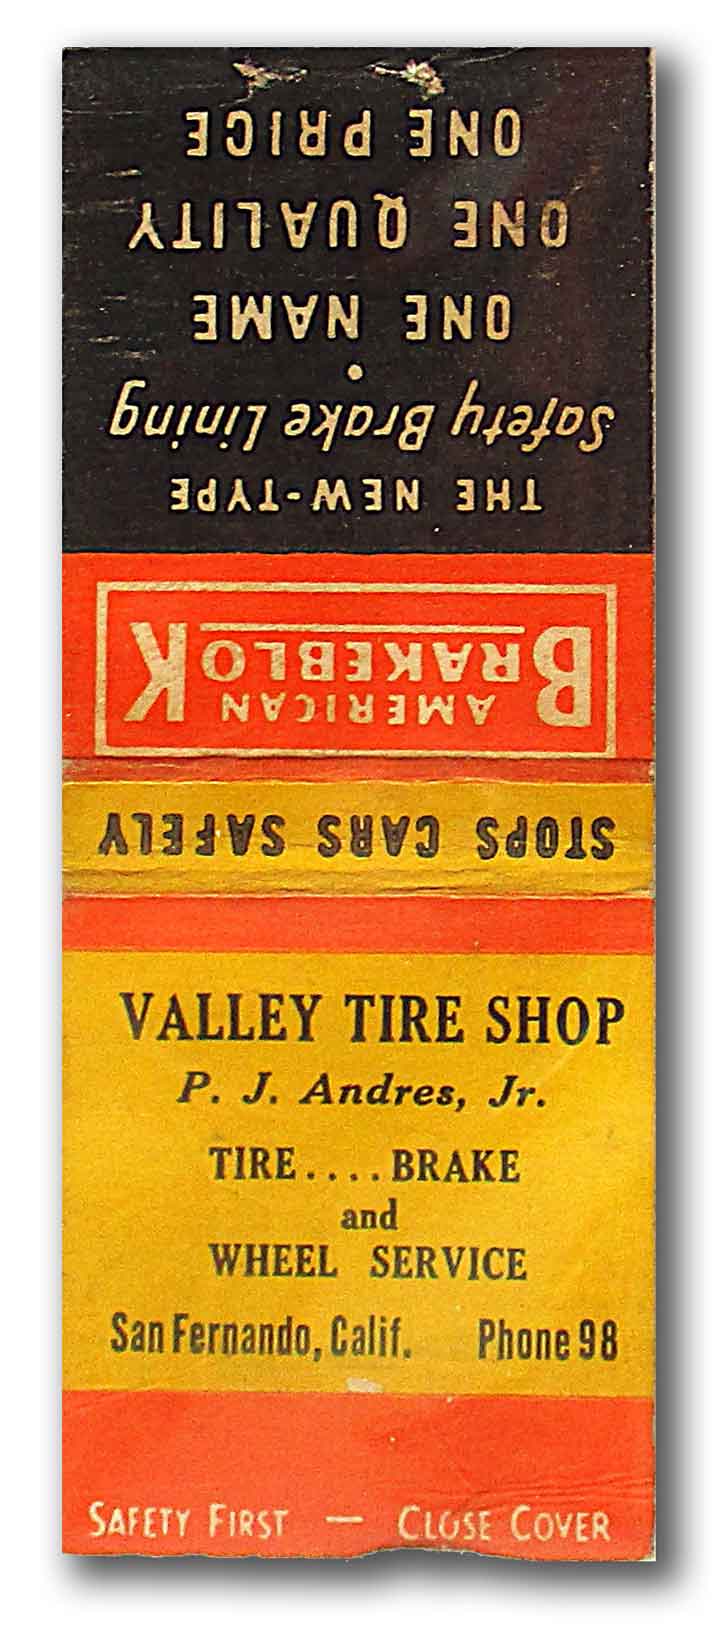 AMERICAN
BRAKEBLOK
THE NEW-TYPE
Safety Brake Lining
•
ONE NAME
ONE QUALITY
ONE PRICE
STOPS CARS SAFELY
VALLEY TIRE SHOP
P. J. Andres, Jr.
TIRE....BRAKE
and
WHEEL SERVICE
San Fernando, Calif. Phone 98
SAFETY FIRST — CLOSE COVER